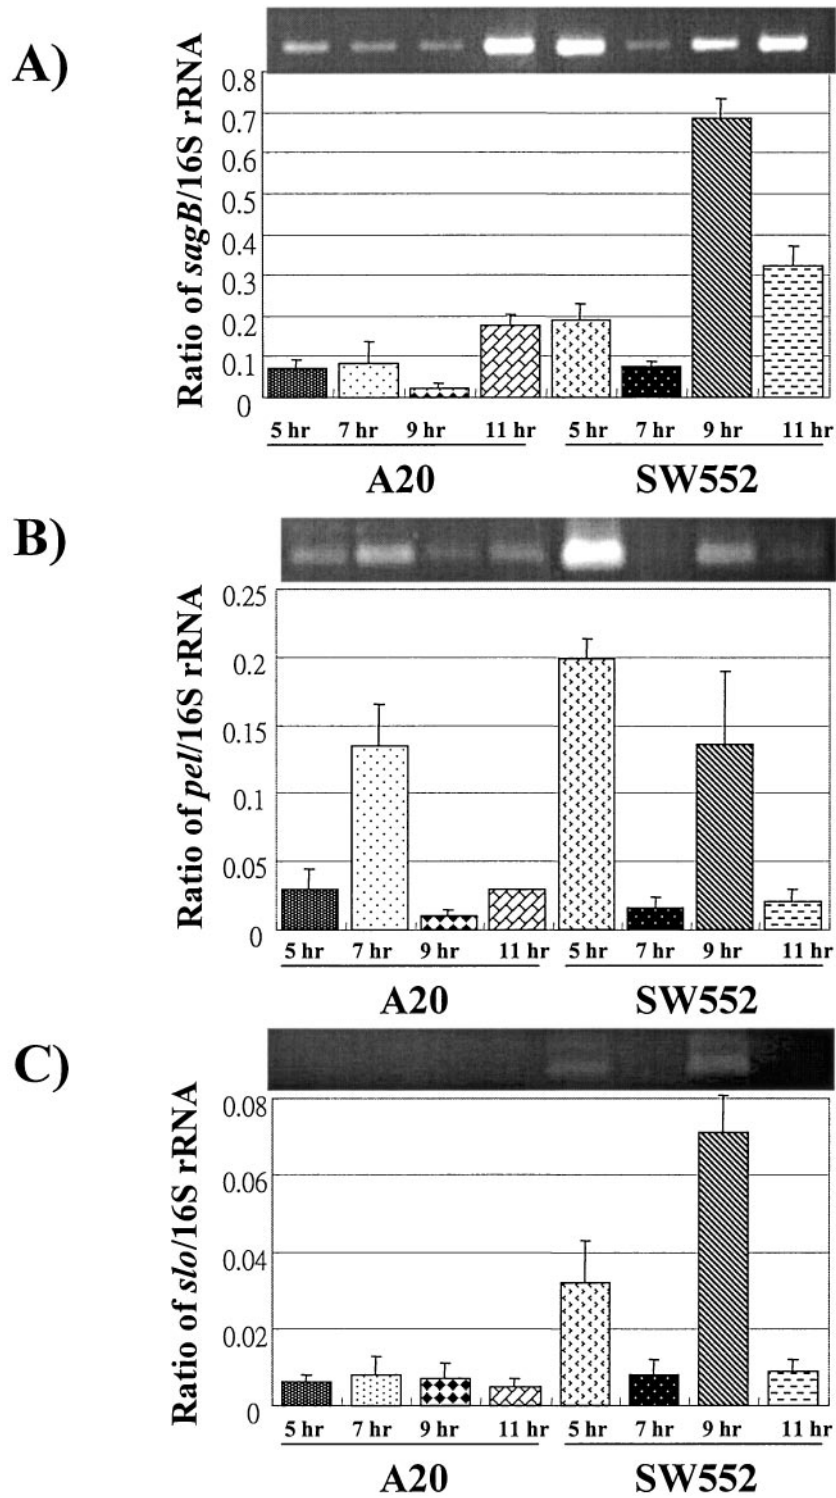 A)
Ratio of sagB/16S rRNA
0.8
0.7
0.6
0.5
0.4
0.3
0.2
0.1
0
5 hr 7 hr 9 hr 11 hr 5 hr 7 hr 9 hr 11 hr
A20 SW552
B)
Ratio of pel/16S rRNA
0.25
0.2
0.15
0.1
0.05
0
5 hr 7 hr 9 hr 11 hr 5 hr 7 hr 9 hr 11 hr
A20 SW552
C)
Ratio of slo/16S rRNA
0.08
0.06
0.04
0.02
0
5 hr 7 hr 9 hr 11 hr 5 hr 7 hr 9 hr 11 hr
A20 SW552